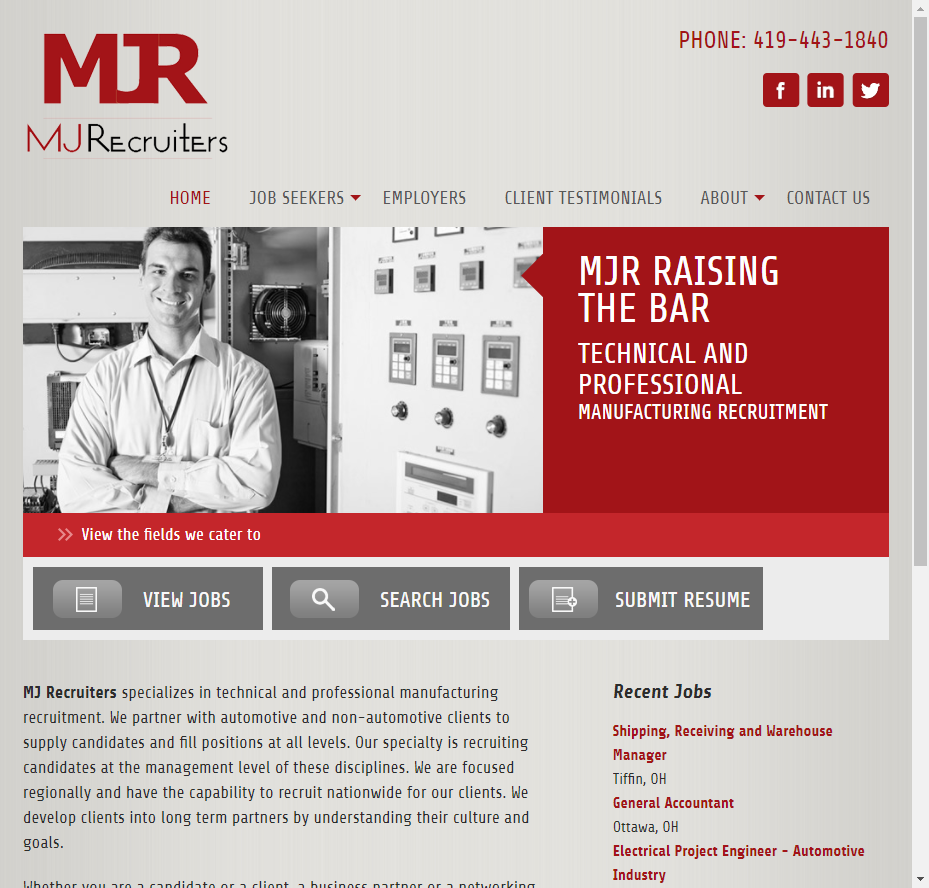 MJR
MJRecruiters
PHONE: 419-443-1840
HOME JOB SEEKERS EMPLOYERS CLIENT TESTIMONIALS ABOUT CONTACT US
MJR RAISING
THE BAR
TECHNICAL AND
PROFESSIONAL
MANUFACTURING RECRUITMENT
View the fields we cater to
VIEW JOBS SEARCH JOBS SUBMIT RESUME
MJ Recruiters specializes in technical and professional manufacturing
recruitment. We partner with automotive and non-automotive clients to
supply candidates and fill positions at all levels. Our specialty is recruiting
candidates at the management level of these disciplines. We are focused
regionally and have the capability to recruit nationwide for our clients. We
develop clients into long term partners by understanding their culture and
goals.
Whether you are a candidate or a client, a business partner or a networking
Recent Jobs
Shipping, Receiving and Warehouse
Manager
Tiffin, OH
General Accountant
Ottawa, OH
Electrical Project Engineer - Automotive
Industry